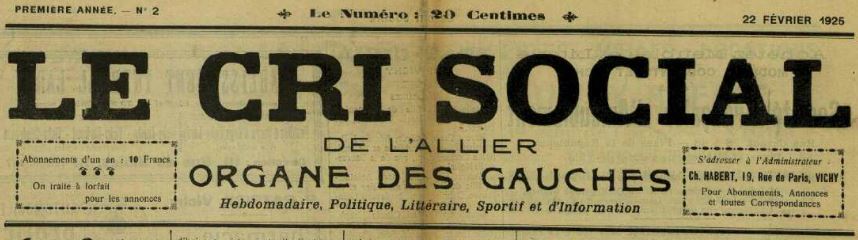 PREMIÈRE ANNÉE. — N° 2
Le Numéro : 20 Centimes
22 FÉVRIER 1925
LE CRI SOCIAL
DE L'ALLIER
ORGANE DES GAUCHES
Hebdomadaire, Politique, Littéraire, Sportif et d'Information
Abonnements d'un an : 10 Francs
On traite à forfait
pour les annonces
S'adresser à l'Administrateur :
Ch. HABERT, 19, Rue de Paris, VICHY
Pour Abonnements, Annonces
et toutes Correspondances